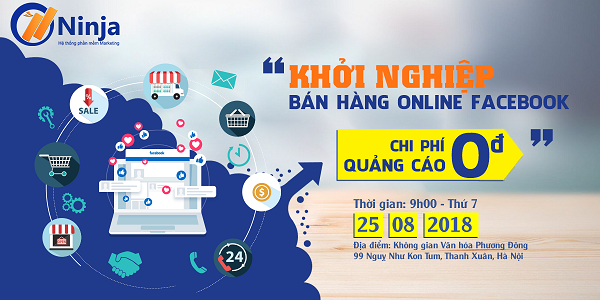 Ninja
Hệ thống phần mềm Marketing
SALE
facebook
24
"KHỞI NGHIỆP
BÁN HÀNG ONLINE FACEBOOK
CHI PHÍ
QUẢNG CÁO 0đ"
Thời gian: 9h00 - Thứ 7
25 08 2018
Địa điểm: Không gian Văn hóa Phương Đông
99 Ngụy Như Kon Tum, Thanh Xuân, Hà Nội